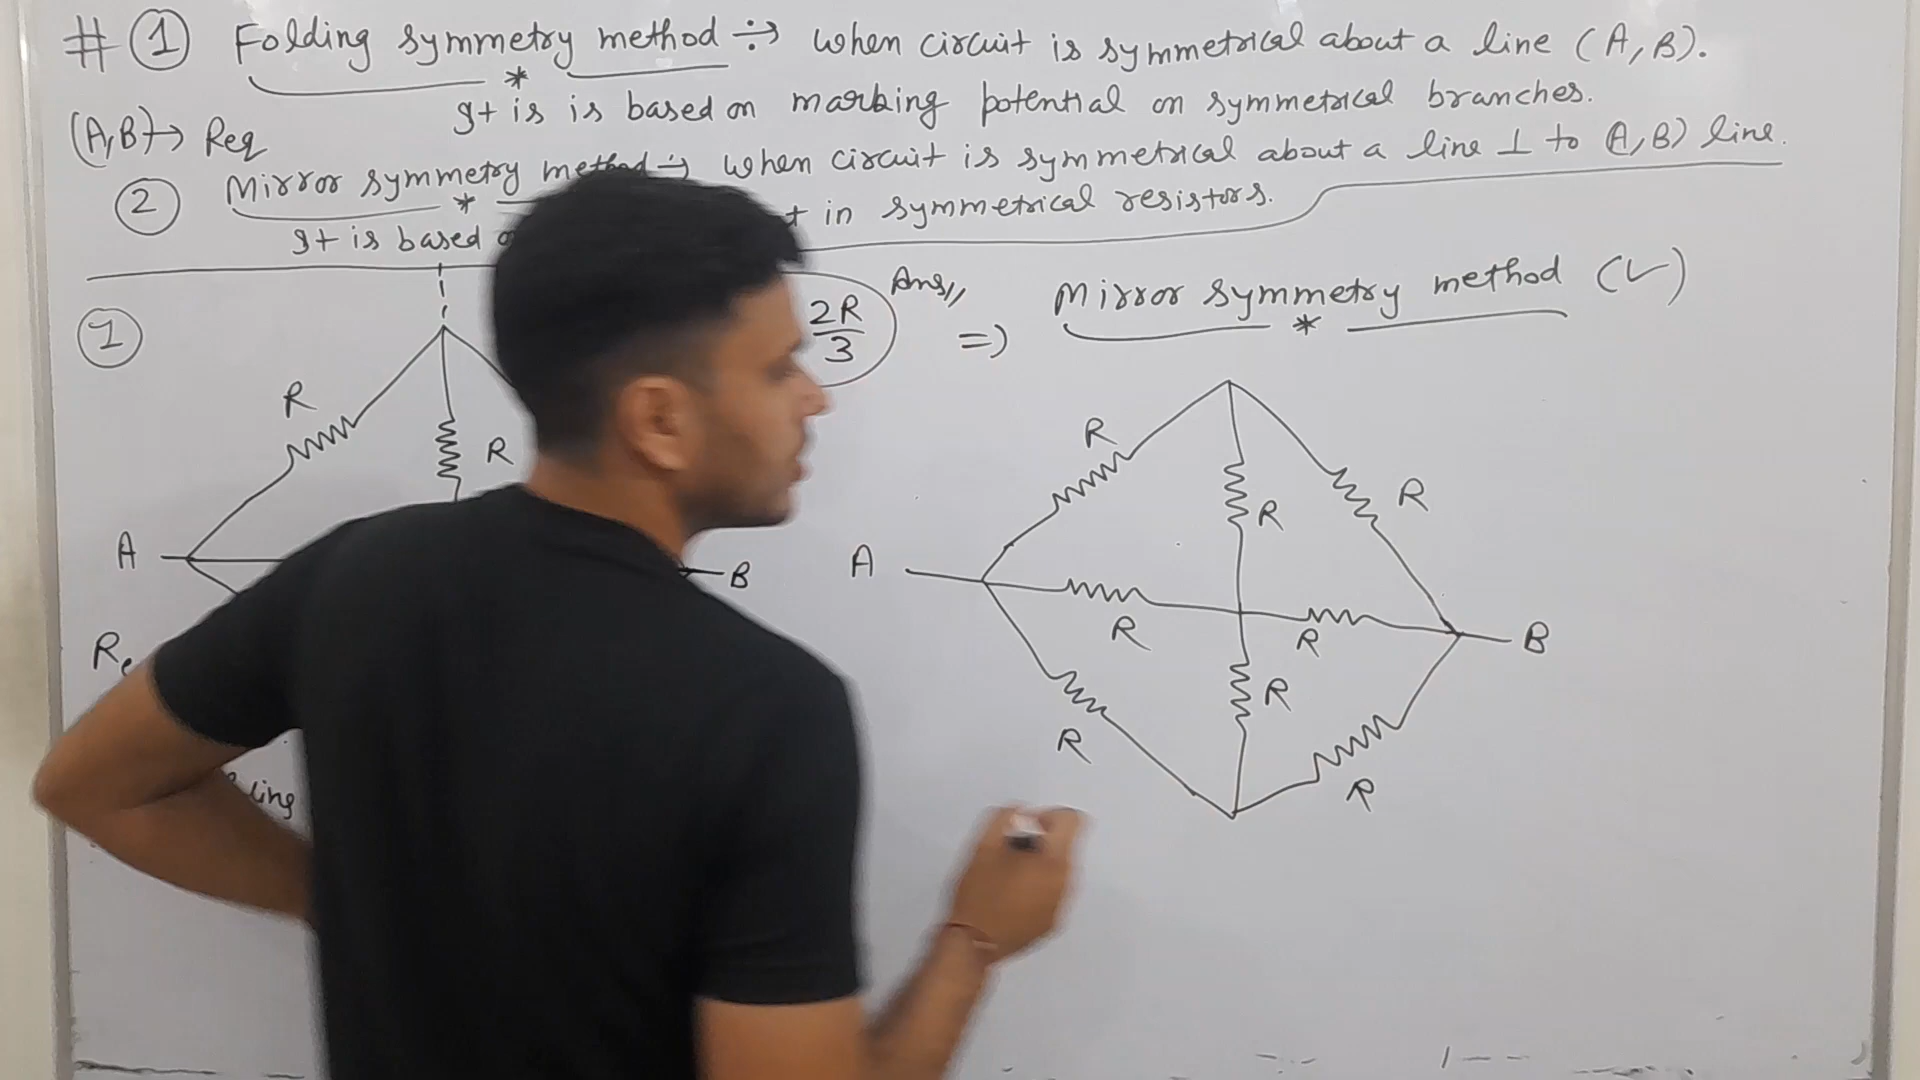 # ① Folding symmetry method ÷> when circuit is symmetrical about a line (A, B).
*
It is is based on marking potential on symmetrical branches.
(A,B)→ Req
② Mirror symmetry method ÷> when circuit is symmetrical about a line ⊥ to (A,B) line.
*
It is based
t in symmetrical resistors.
①
2R/3 Ans,,
=> Mirror symmetry method (✓)
*
R
R
A
B
Re
ling
R
R
R
A
R
R
B
R
R
R